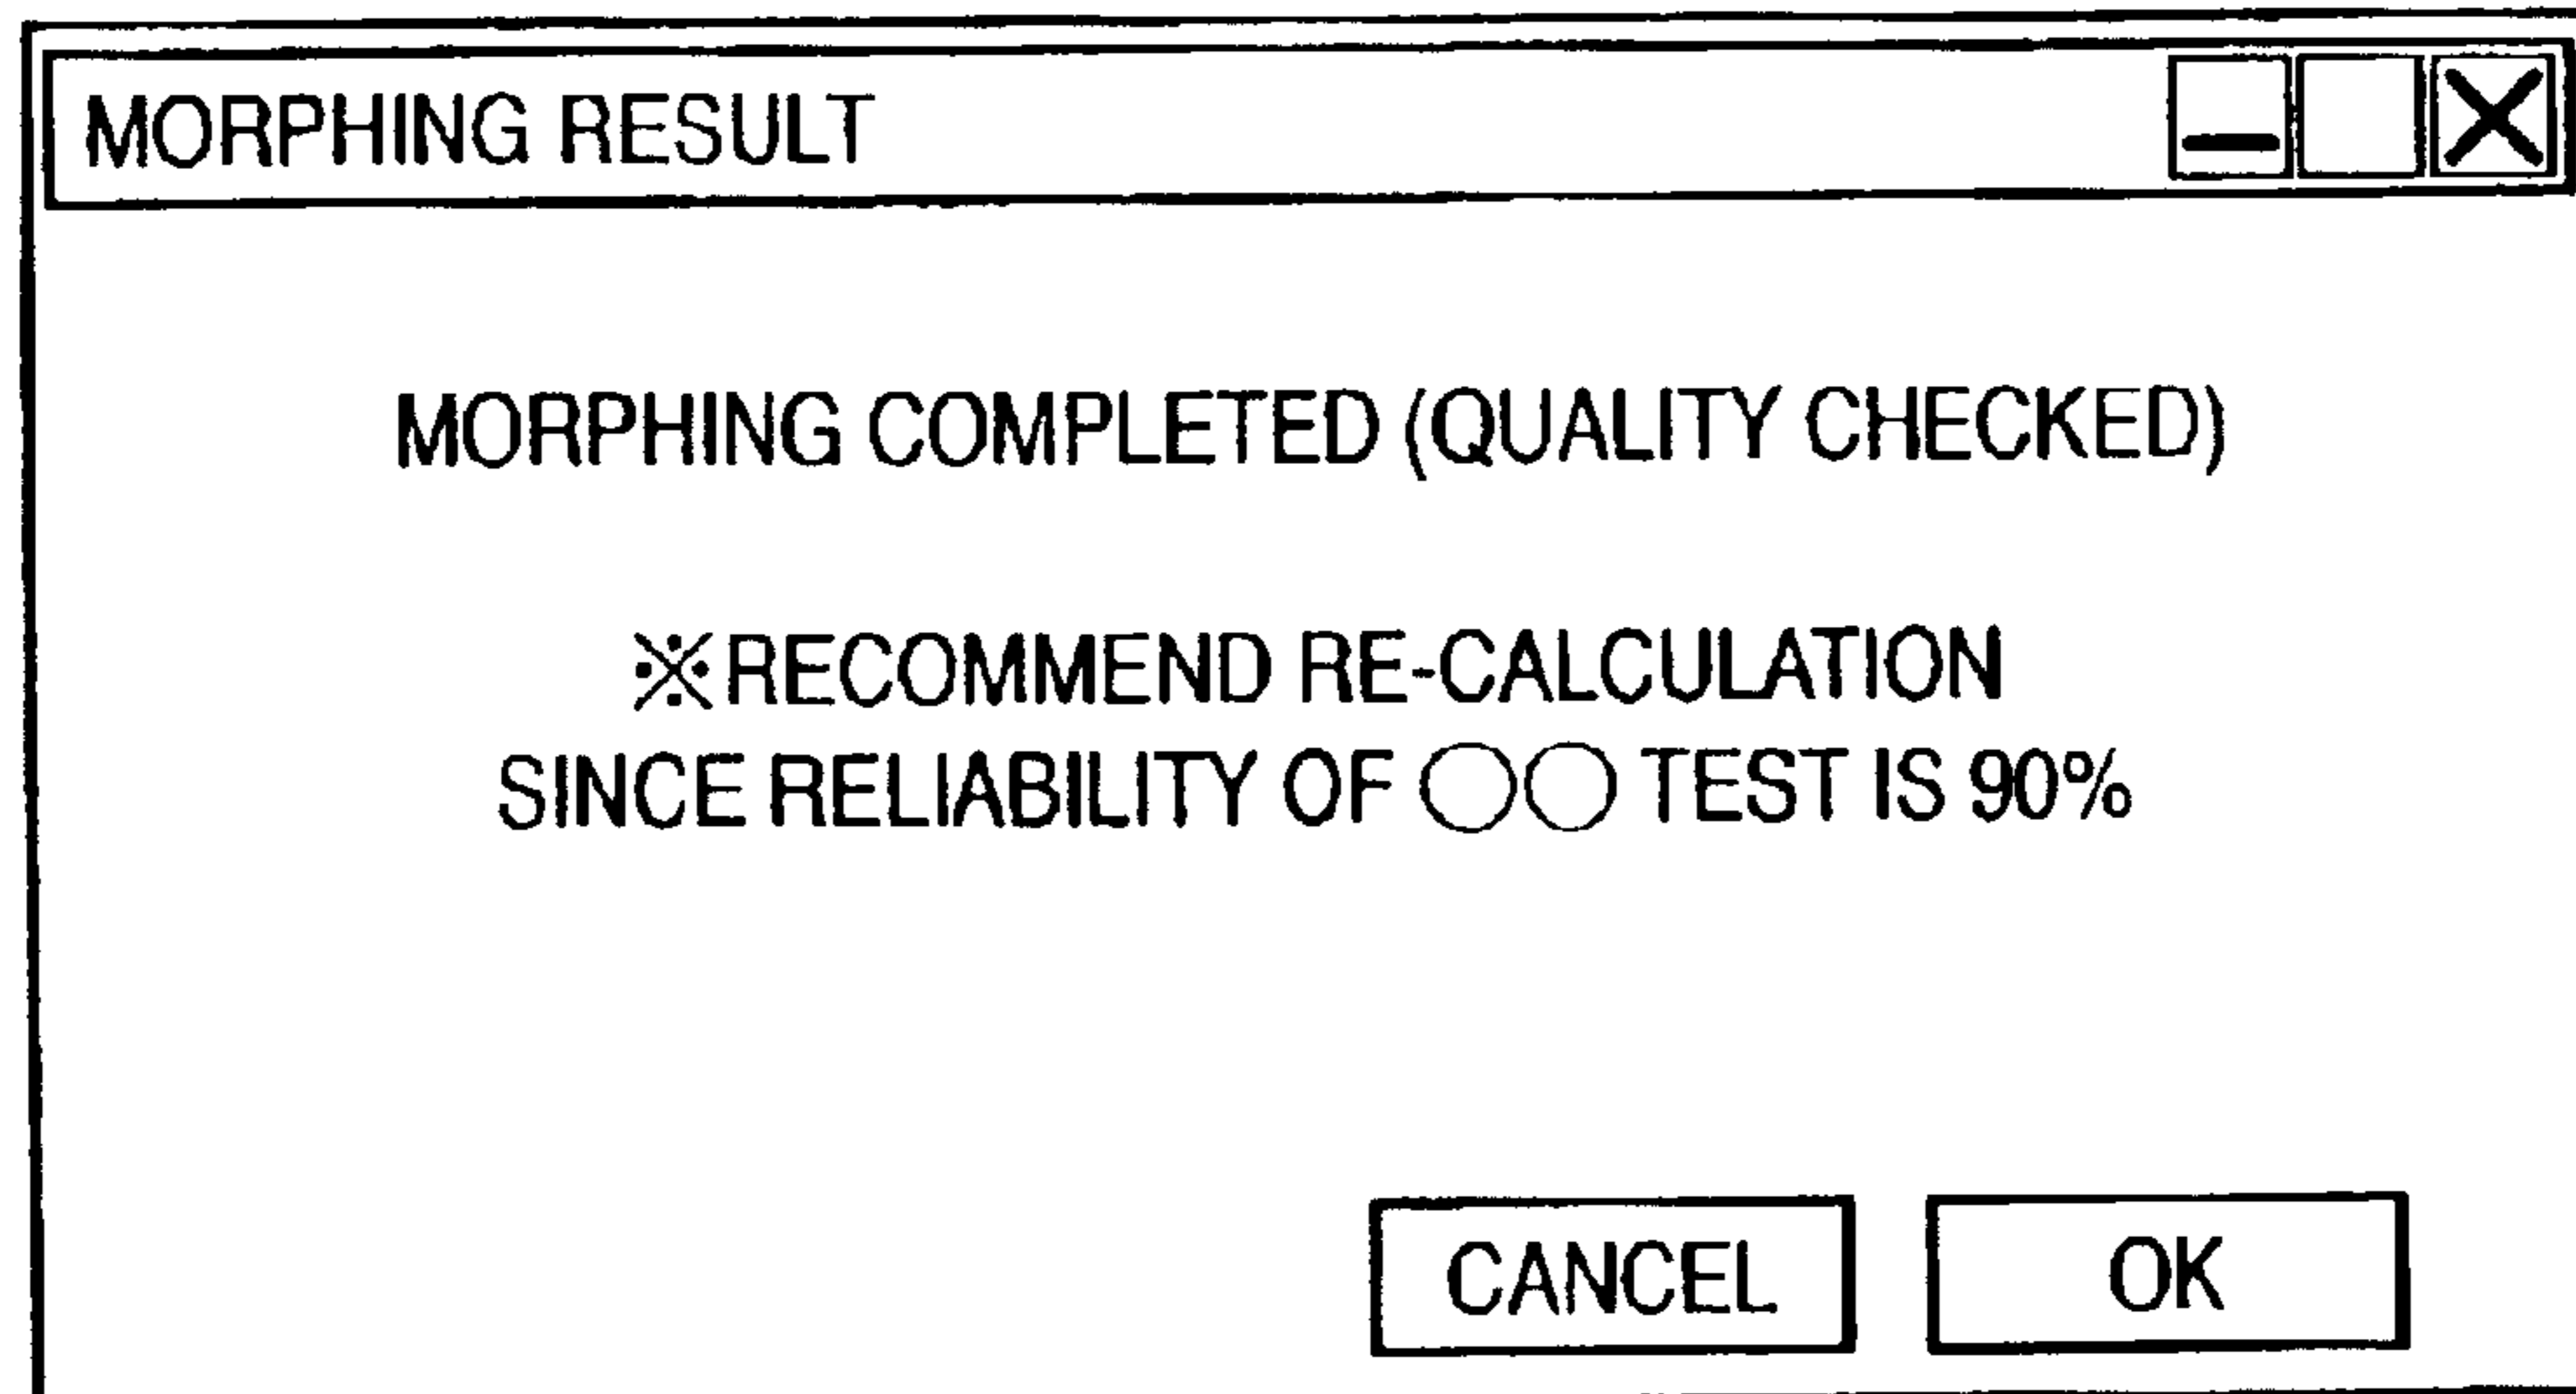 MORPHING RESULT
MORPHING COMPLETED (QUALITY CHECKED)
※RECOMMEND RE-CALCULATION
SINCE RELIABILITY OF ○○ TEST IS 90%
CANCEL OK